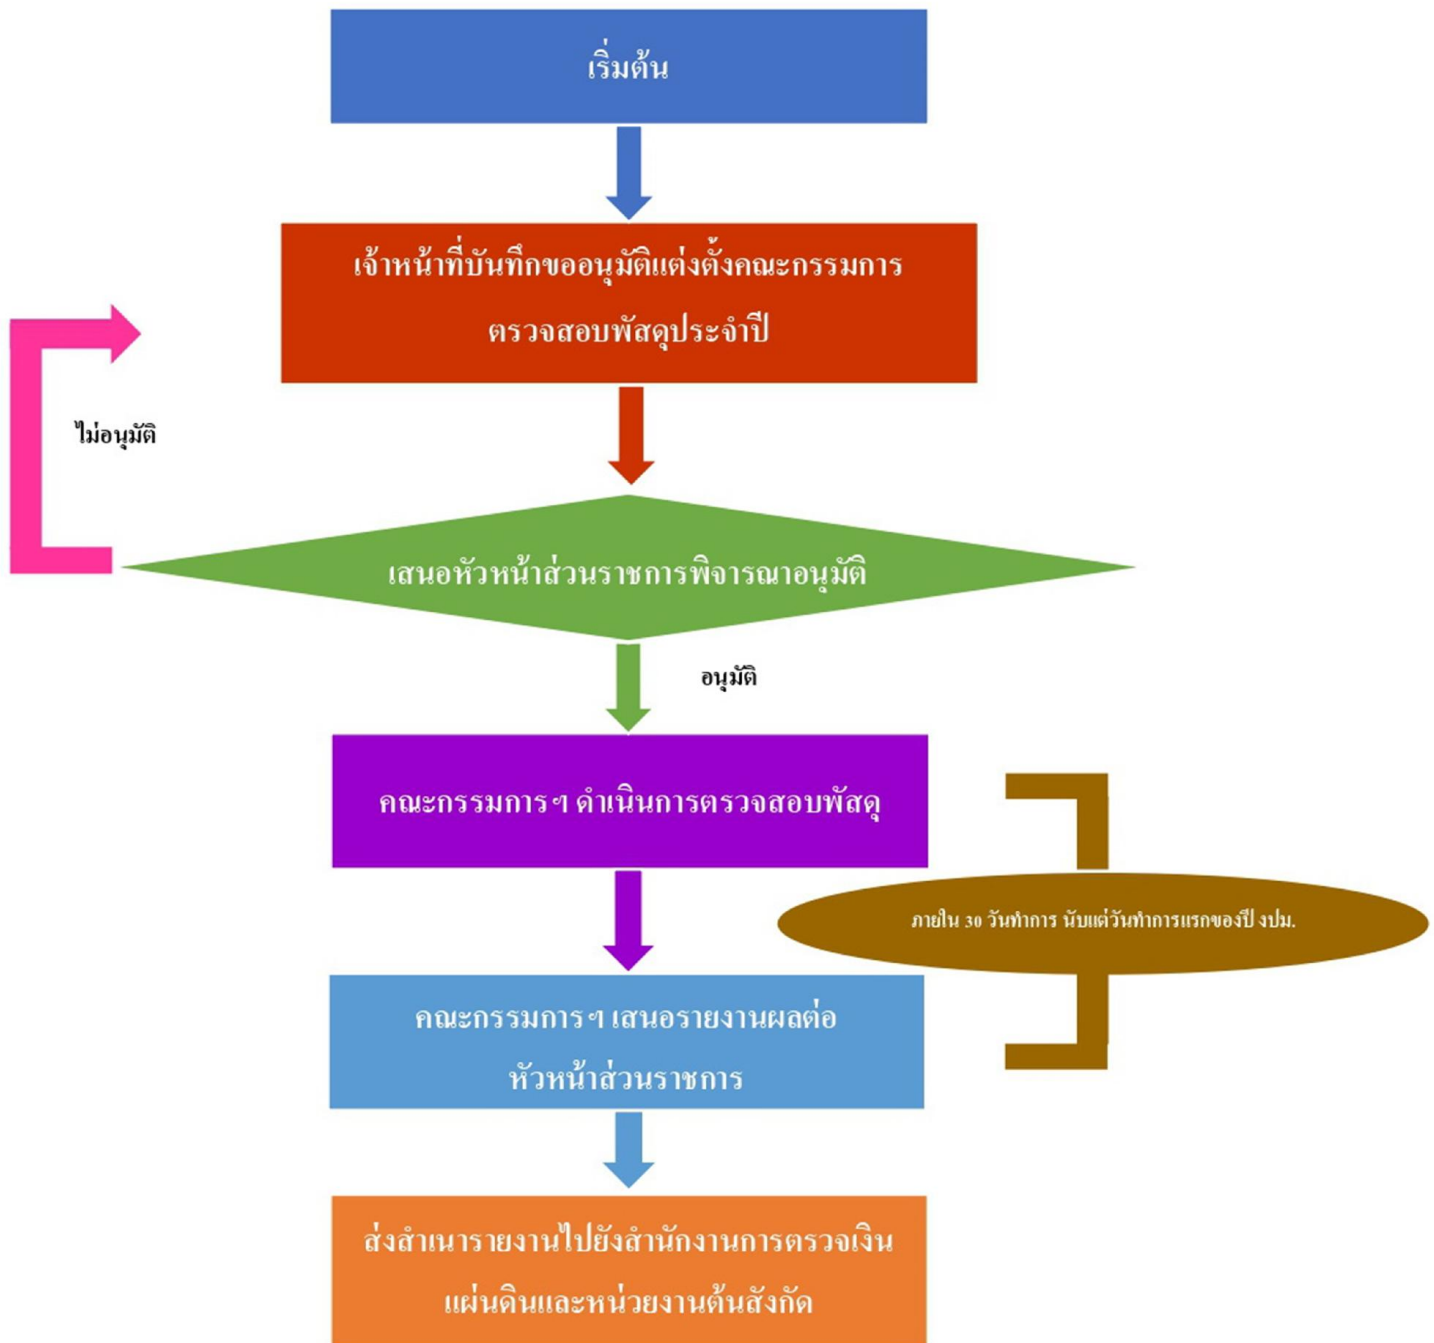 เริ่มต้น
เจ้าหน้าที่บันทึกขออนุมัติแต่งตั้งคณะกรรมการ
ตรวจสอบพัสดุประจำปี
ไม่อนุมัติ
เสนอหัวหน้าส่วนราชการพิจารณาอนุมัติ
อนุมัติ
คณะกรรมการฯ ดำเนินการตรวจสอบพัสดุ
ภายใน 30 วันทำการ นับแต่วันทำการแรกของปี งปม.
คณะกรรมการฯ เสนอรายงานผลต่อ
หัวหน้าส่วนราชการ
ส่งสำเนารายงานไปยังสำนักงานการตรวจเงิน
แผ่นดินและหน่วยงานต้นสังกัด